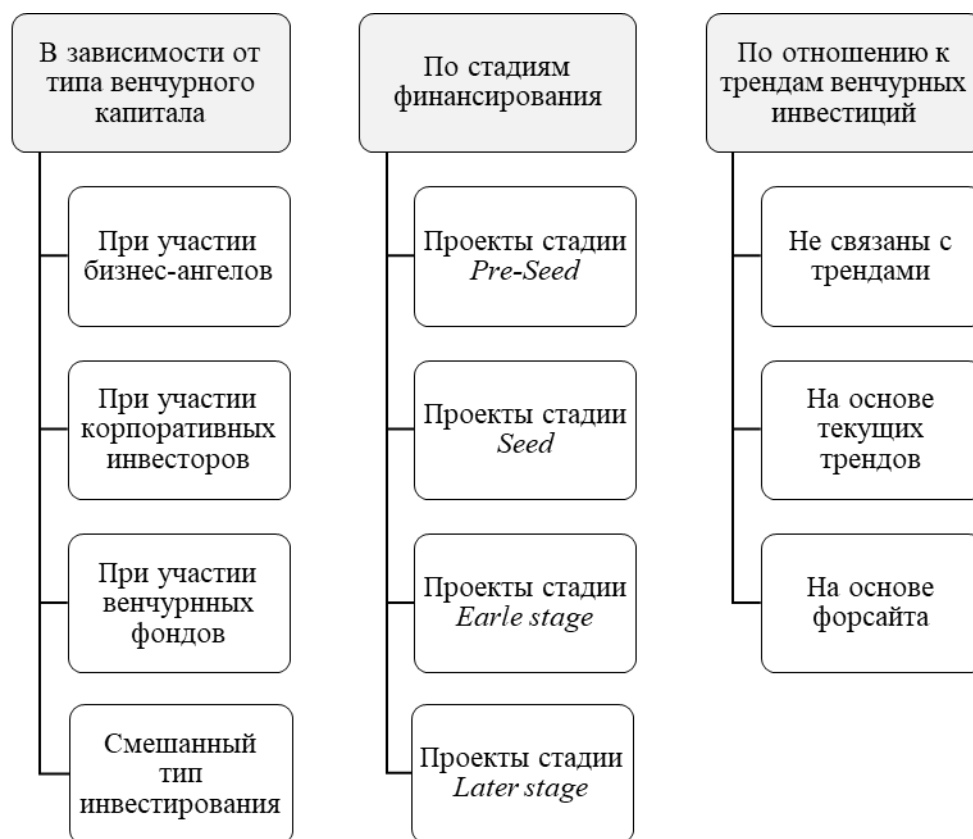 В зависимости от
типа венчурного
капитала
При участии
бизнес-ангелов
При участии
корпоративных
инвесторов
При участии
венчурнных
фондов
Смешанный
тип
инвестирования
По стадиям
финансирования
Проекты стадии
Pre-Seed
Проекты стадии
Seed
Проекты стадии
Earle stage
Проекты стадии
Later stage
По отношению к
трендам венчурных
инвестиций
Не связаны с
трендами
На основе
текущих
трендов
На основе
форсайта